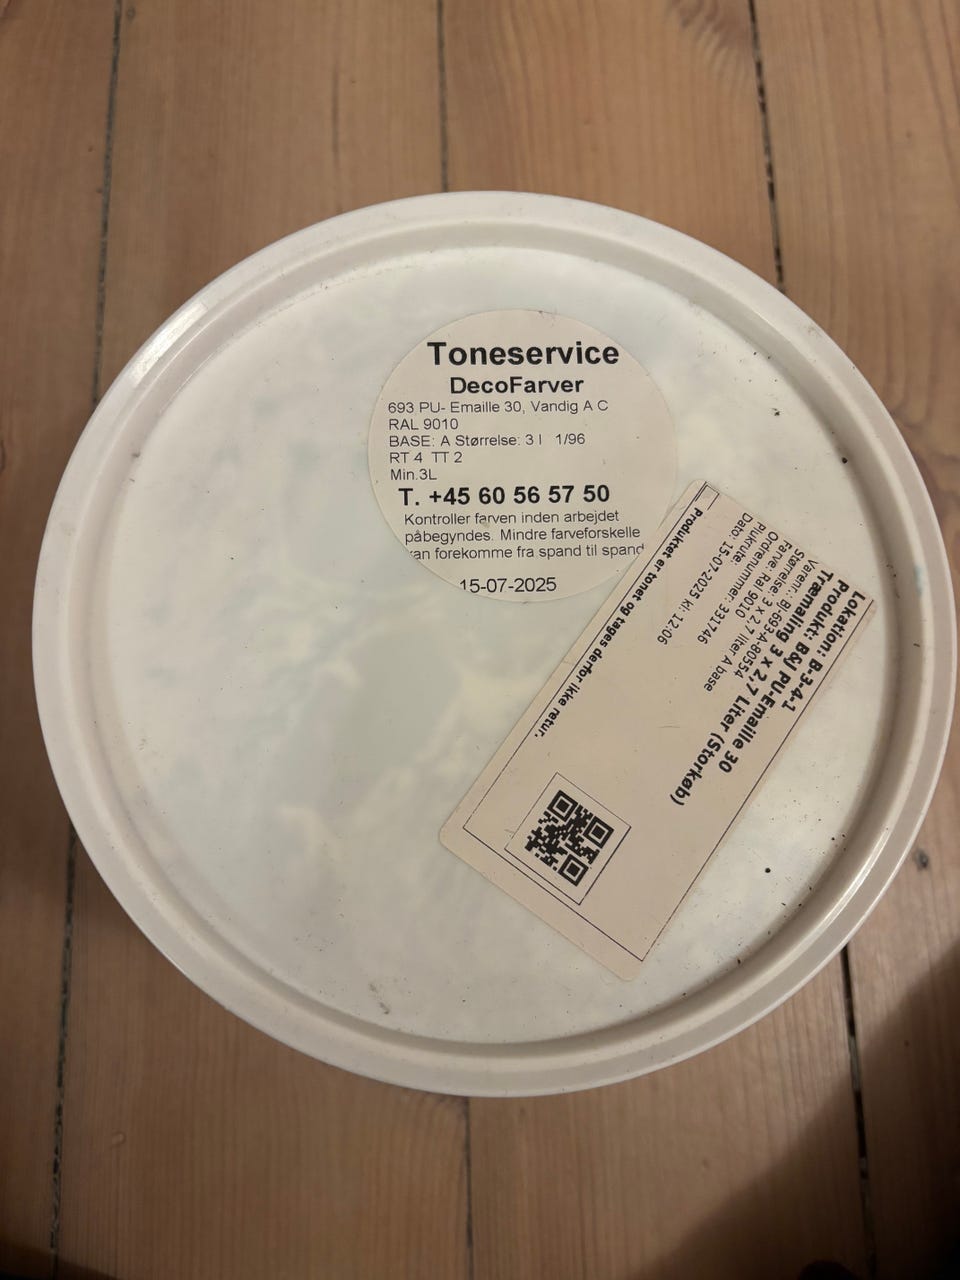 Toneservice
DecoFarver
693 PU- Emaille 30, Vandig A C
RAL 9010
BASE: A Størrelse: 3 l 1/96
RT 4 TT 2
Min.3L
T. +45 60 56 57 50
Kontroller farven inden arbejdet
påbegyndes. Mindre farveforskelle
kan forekomme fra spand til spand
15-07-2025
Lokation: B-3-4-1
Produkt: B&J PU-Emaille 30
Træmaling 3 x 2,7 Liter (Storkøb)
Varenr.: BJ-693-A-80554
Størrelse: 3 x 2,7 liter A base
Farve: Ral 9010
Ordrenummer: 331746
Plukrute:
Dato: 15-07-2025 kl: 12:06
Produktet er tonet og tages derfor ikke retur.